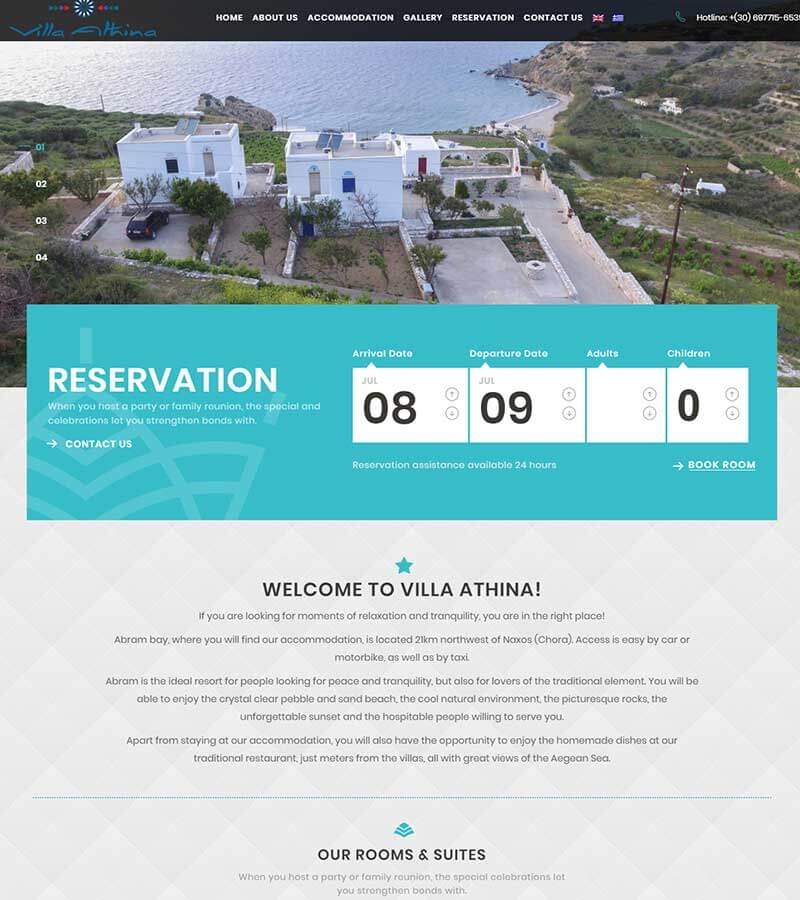 Villa Athina
HOME ABOUT US ACCOMMODATION GALLERY RESERVATION CONTACT US
Hotline: +(30) 697715-653
01
02
03
04
RESERVATION
When you host a party or family reunion, the special and
celebrations let you strengthen bonds with.
CONTACT US
Arrival Date Departure Date Adults Children
JUL JUL
08 09 0
Reservation assistance available 24 hours
BOOK ROOM
WELCOME TO VILLA ATHINA!
If you are looking for moments of relaxation and tranquility, you are in the right place!
Abram bay, where you will find our accommodation, is located 21km northwest of Naxos (Chora). Access is easy by car or
motorbike, as well as by taxi.
Abram is the ideal resort for people looking for peace and tranquility, but also for lovers of the traditional element. You will be
able to enjoy the crystal clear pebble and sand beach, the cool natural environment, the picturesque rocks, the
unforgettable sunset and the hospitable people willing to serve you.
Apart from staying at our accommodation, you will also have the opportunity to enjoy the homemade dishes at our
traditional restaurant, just meters from the villas, all with great views of the Aegean Sea.
OUR ROOMS & SUITES
When you host a party or family reunion, the special celebrations let
you strengthen bonds with.